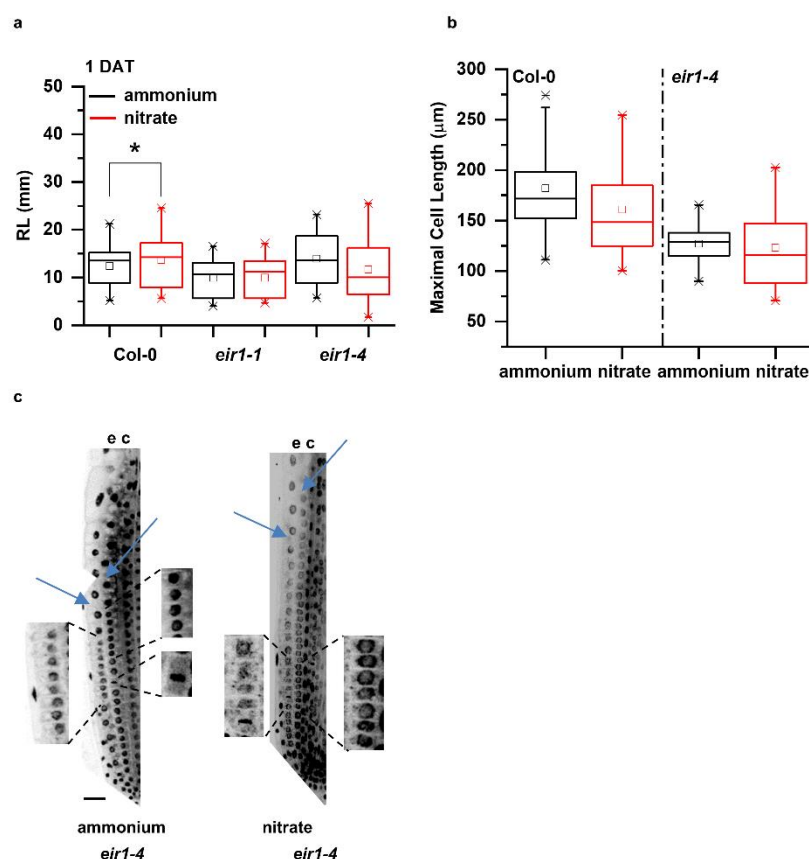 a
1 DAT
50
40
30
20
10
0
RL (mm)
ammonium
nitrate
*
Col-0 eir1-1 eir1-4
b
Col-0 eir1-4
300
250
200
150
100
50
Maximal Cell Length (μm)
ammonium nitrate ammonium nitrate
c
e c
e c
ammonium nitrate
eir1-4 eir1-4